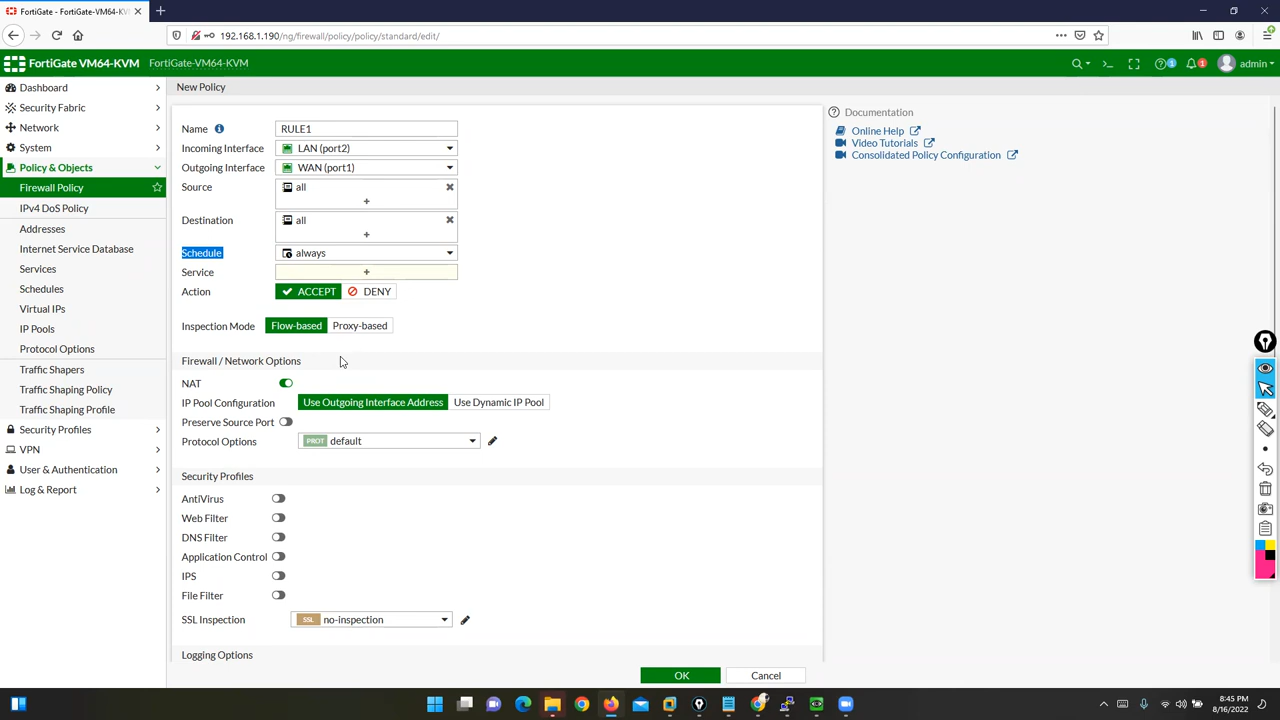 FortiGate - FortiGate-VM64-KVM
192.168.1.190/ng/firewall/policy/policy/standard/edit/
FortiGate VM64-KVM FortiGate-VM64-KVM
1
1
admin
Dashboard
Security Fabric
Network
System
Policy & Objects
Firewall Policy
IPv4 DoS Policy
Addresses
Internet Service Database
Services
Schedules
Virtual IPs
IP Pools
Protocol Options
Traffic Shapers
Traffic Shaping Policy
Traffic Shaping Profile
Security Profiles
VPN
User & Authentication
Log & Report
New Policy
Name RULE1
Incoming Interface LAN (port2)
Outgoing Interface WAN (port1)
Source all
+
Destination all
+
Schedule always
Service +
Action ACCEPT DENY
Inspection Mode Flow-based Proxy-based
Firewall / Network Options
NAT
IP Pool Configuration Use Outgoing Interface Address Use Dynamic IP Pool
Preserve Source Port
Protocol Options PROT default
Security Profiles
AntiVirus
Web Filter
DNS Filter
Application Control
IPS
File Filter
SSL Inspection SSL no-inspection
Logging Options
OK Cancel
Documentation
Online Help
Video Tutorials
Consolidated Policy Configuration
8:45 PM
8/16/2022